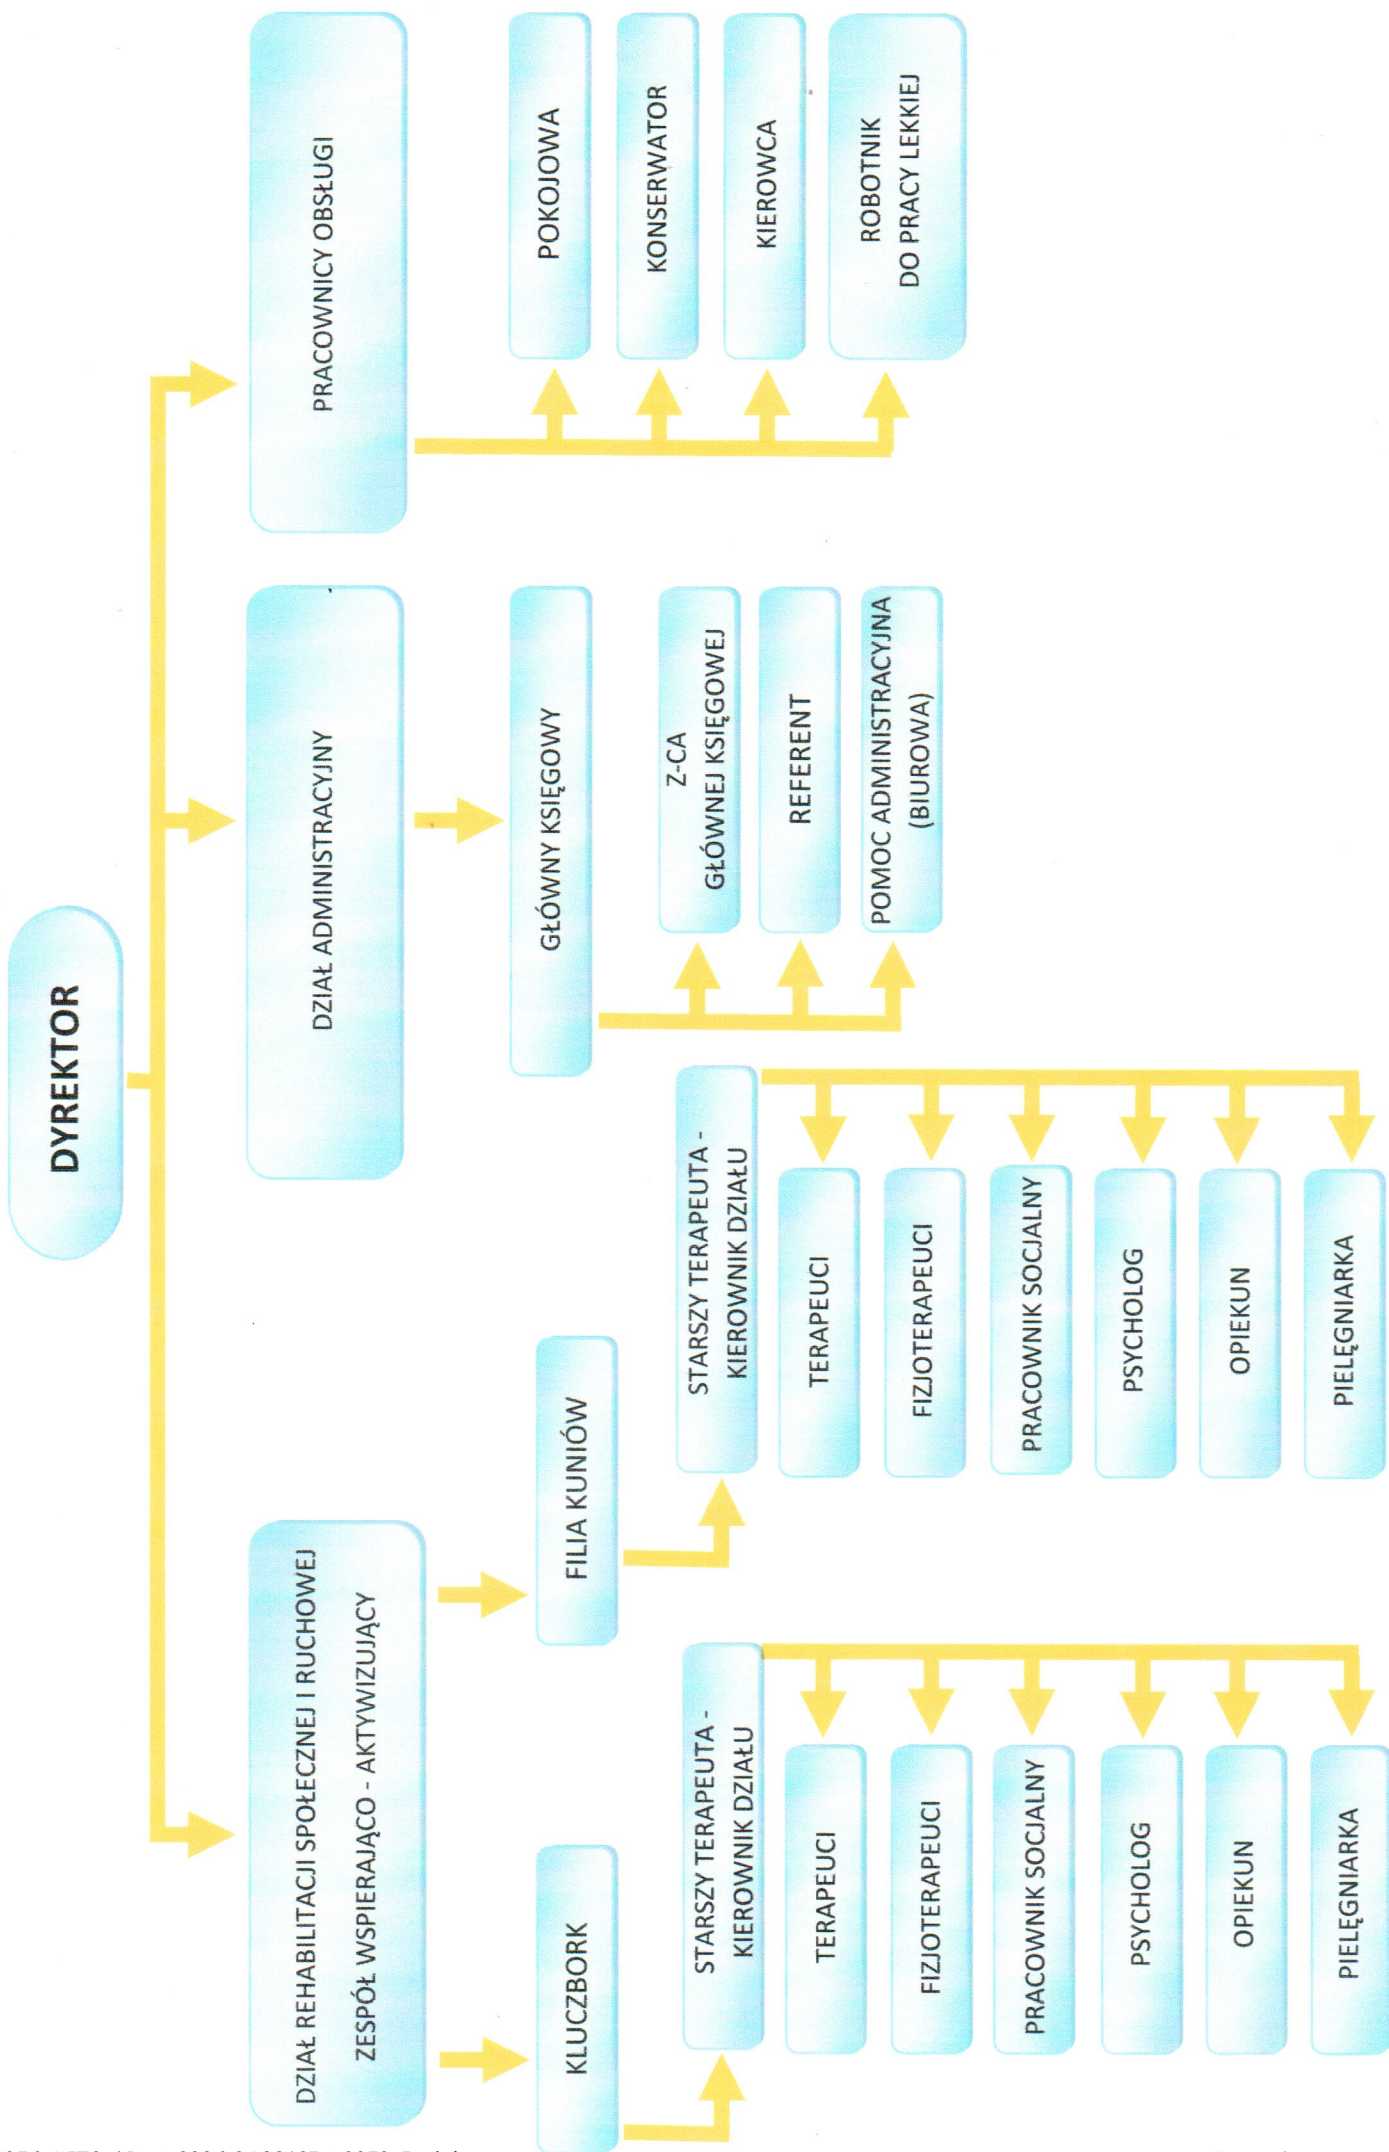 DYREKTOR
DZIAŁ REHABILITACJI SPOŁECZNEJ I RUCHOWEJ
ZESPÓŁ WSPIERAJĄCO - AKTYWIZUJĄCY
KLUCZBORK
STARSZY TERAPEUTA -
KIEROWNIK DZIAŁU
TERAPEUCI
FIZJOTERAPEUCI
PRACOWNIK SOCJALNY
PSYCHOLOG
OPIEKUN
PIELĘGNIARKA
FILIA KUNIÓW
STARSZY TERAPEUTA -
KIEROWNIK DZIAŁU
TERAPEUCI
FIZJOTERAPEUCI
PRACOWNIK SOCJALNY
PSYCHOLOG
OPIEKUN
PIELĘGNIARKA
DZIAŁ ADMINISTRACYJNY
GŁÓWNY KSIĘGOWY
Z-CA
GŁÓWNEJ KSIĘGOWEJ
REFERENT
POMOC ADMINISTRACYJNA
(BIUROWA)
PRACOWNICY OBSŁUGI
POKOJOWA
KONSERWATOR
KIEROWCA
ROBOTNIK
DO PRACY LEKKIEJ